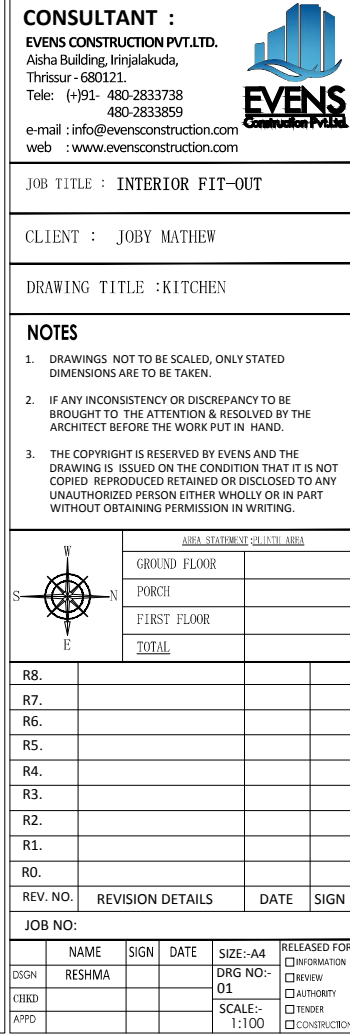 CONSULTANT :
EVENS CONSTRUCTION PVT.LTD.
Aisha Building, Irinjalakuda,
Thrissur - 680121.
Tele: (+)91- 480-2833738
480-2833859
e-mail : info@evensconstruction.com
web : www.evensconstruction.com
EVENS
Construction Pvt.Ltd.
JOB TITLE : INTERIOR FIT-OUT
CLIENT : JOBY MATHEW
DRAWING TITLE :KITCHEN
NOTES
1. DRAWINGS NOT TO BE SCALED, ONLY STATED
DIMENSIONS ARE TO BE TAKEN.
2. IF ANY INCONSISTENCY OR DISCREPANCY TO BE
BROUGHT TO THE ATTENTION & RESOLVED BY THE
ARCHITECT BEFORE THE WORK PUT IN HAND.
3. THE COPYRIGHT IS RESERVED BY EVENS AND THE
DRAWING IS ISSUED ON THE CONDITION THAT IT IS NOT
COPIED REPRODUCED RETAINED OR DISCLOSED TO ANY
UNAUTHORIZED PERSON EITHER WHOLLY OR IN PART
WITHOUT OBTAINING PERMISSION IN WRITING.
W
S N
E
AREA STATEMENT :PLINTH AREA
GROUND FLOOR
PORCH
FIRST FLOOR
TOTAL
R8.
R7.
R6.
R5.
R4.
R3.
R2.
R1.
R0.
REV. NO. REVISION DETAILS DATE SIGN
JOB NO:
NAME SIGN DATE SIZE:-A4
DSGN RESHMA DRG NO:-
01
CHKD
APPD SCALE:-
1:100
RELEASED FOR
INFORMATION
REVIEW
AUTHORITY
TENDER
CONSTRUCTION